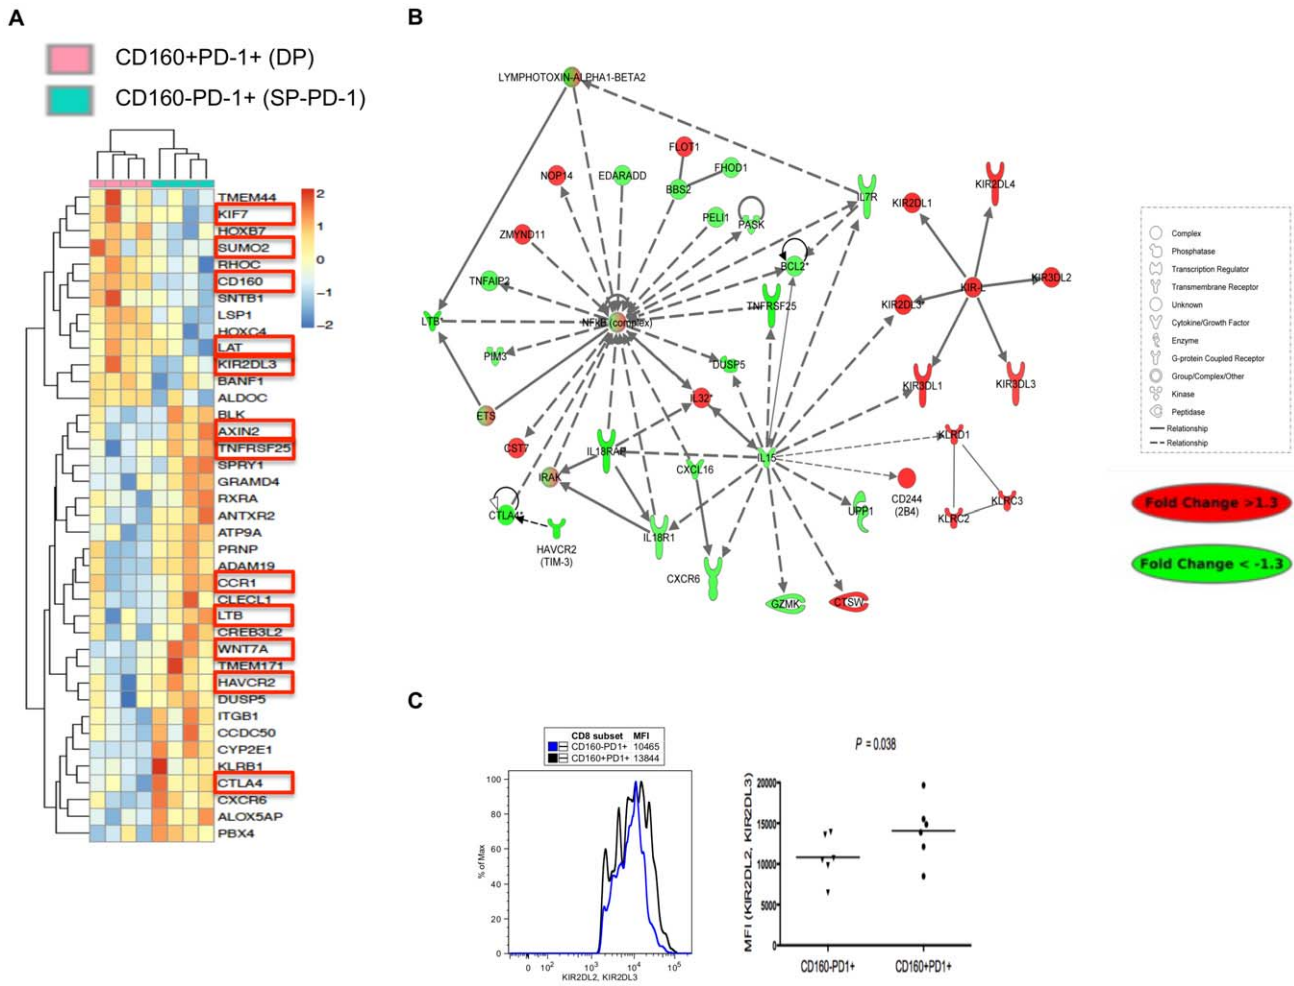 A
CD160+PD-1+ (DP)
CD160-PD-1+ (SP-PD-1)
TMEM44
KIF7
HOXB7
SUMO2
RHOC
CD160
SNTB1
LSP1
HOXC4
LAT
KIR2DL3
BANF1
ALDOC
BLK
AXIN2
TNFRSF25
SPRY1
GRAMD4
RXRA
ANTXR2
ATP9A
PRNP
ADAM19
CCR1
CLECL1
LTB
CREB3L2
WNT7A
TMEM171
HAVCR2
DUSP5
ITGB1
CCDC50
CYP2E1
KLRB1
CTLA4
CXCR6
ALOX5AP
PBX4
2
1
0
−1
−2
B
LYMPHOTOXIN-ALPHA1-BETA2
FLOT1
NOP14
EDARADD
FHOD1
BBS2
IL7R
KIR2DL4
KIR2DL1
PELI1
PASK
ZMYND11
BCL2*
TNFAIP2
KIR3DL2
KIR-L
KIR2DL3*
TNFRSF25
LTB*
NFkB (complex)
PIM3
DUSP5
KIR3DL1
KIR3DL3
IL32*
ETS
CST7
IL18RAP
KLRD1
IL15
CXCL16
IRAK
CD244
(2B4)
KLRC3
KLRC2
CTLA4*
UPP1
HAVCR2
(TIM-3)
IL18R1
CXCR6
GZMK
CTSW
Complex
Phosphatase
Transcription Regulator
Transmembrane Receptor
Unknown
Cytokine/Growth Factor
Enzyme
G-protein Coupled Receptor
Group/Complex/Other
Kinase
Peptidase
Relationship
Relationship
Fold Change >1.3
Fold Change < -1.3
C
CD8 subset MFI
CD160-PD1+ 10465
CD160+PD1+ 13844
100
80
60
40
20
0
% of Max
0 10² 10³ 10⁴ 10⁵
KIR2DL2, KIR2DL3
P = 0.038
20000
15000
10000
5000
0
MFI (KIR2DL2, KIR2DL3)
CD160-PD1+ CD160+PD1+